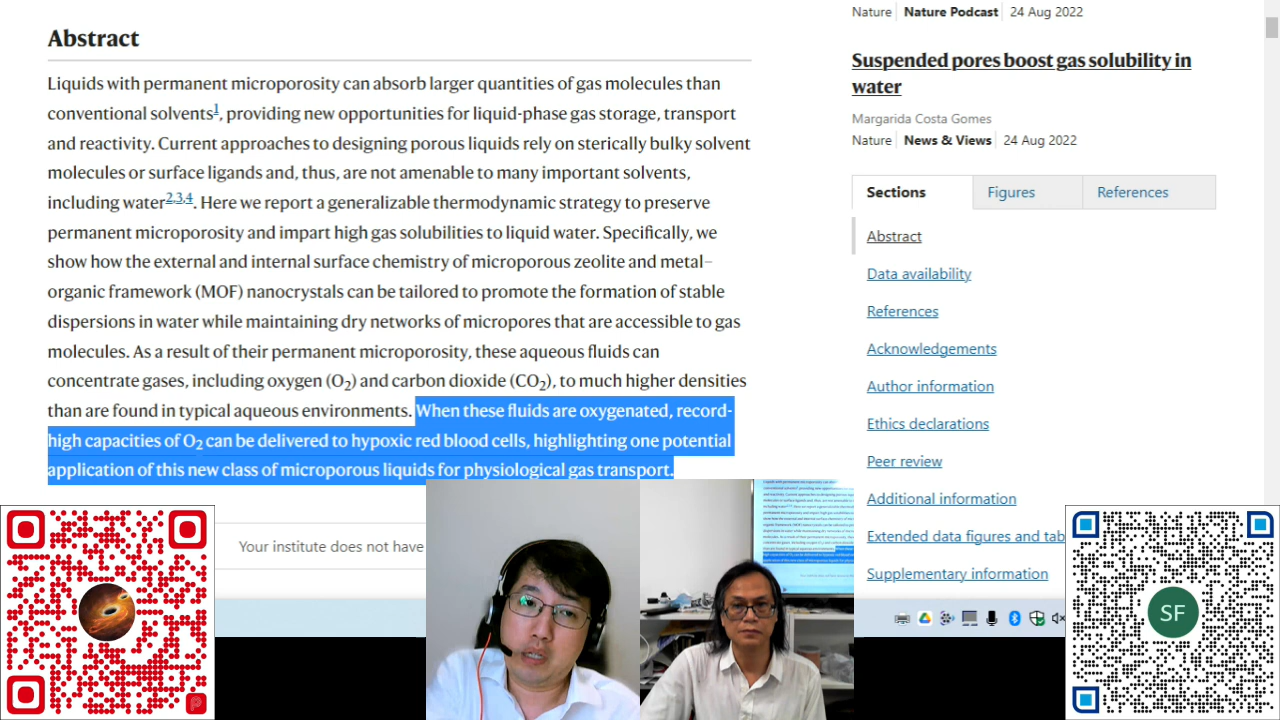 Abstract
Liquids with permanent microporosity can absorb larger quantities of gas molecules than
conventional solvents1, providing new opportunities for liquid-phase gas storage, transport
and reactivity. Current approaches to designing porous liquids rely on sterically bulky solvent
molecules or surface ligands and, thus, are not amenable to many important solvents,
including water2,3,4. Here we report a generalizable thermodynamic strategy to preserve
permanent microporosity and impart high gas solubilities to liquid water. Specifically, we
show how the external and internal surface chemistry of microporous zeolite and metal–
organic framework (MOF) nanocrystals can be tailored to promote the formation of stable
dispersions in water while maintaining dry networks of micropores that are accessible to gas
molecules. As a result of their permanent microporosity, these aqueous fluids can
concentrate gases, including oxygen (O2) and carbon dioxide (CO2), to much higher densities
than are found in typical aqueous environments. When these fluids are oxygenated, record-
high capacities of O2 can be delivered to hypoxic red blood cells, highlighting one potential
application of this new class of microporous liquids for physiological gas transport.
Your institute does not have
Nature Nature Podcast 24 Aug 2022
Suspended pores boost gas solubility in
water
Margarida Costa Gomes
Nature News & Views 24 Aug 2022
Sections Figures References
Abstract
Data availability
References
Acknowledgements
Author information
Ethics declarations
Peer review
Additional information
Extended data figures and tab
Supplementary information
SF